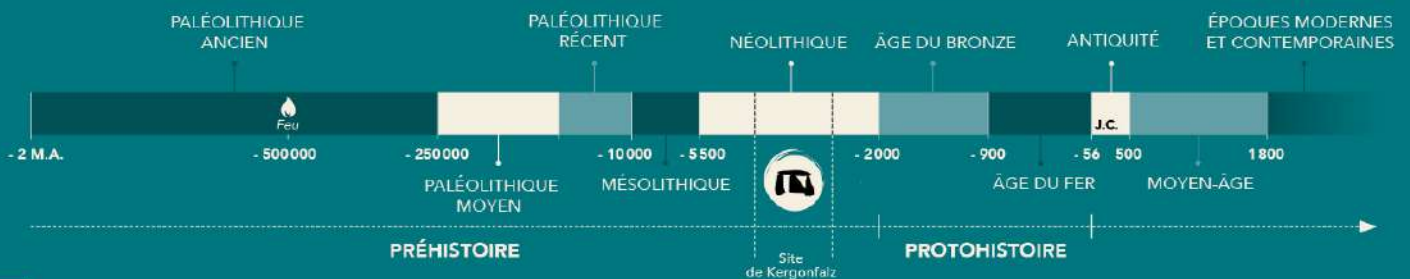 PALÉOLITHIQUE
ANCIEN
PALÉOLITHIQUE
RÉCENT
NÉOLITHIQUE
ÂGE DU BRONZE
ANTIQUITÉ
ÉPOQUES MODERNES
ET CONTEMPORAINES
Feu
J.C.
- 2 M.A.
- 500000
- 250000
- 10000
- 5500
- 2000
- 900
- 56
500
1800
PALÉOLITHIQUE
MOYEN
MÉSOLITHIQUE
ÂGE DU FER
MOYEN-ÂGE
PRÉHISTOIRE
PROTOHISTOIRE
Site
de Kergonfalz